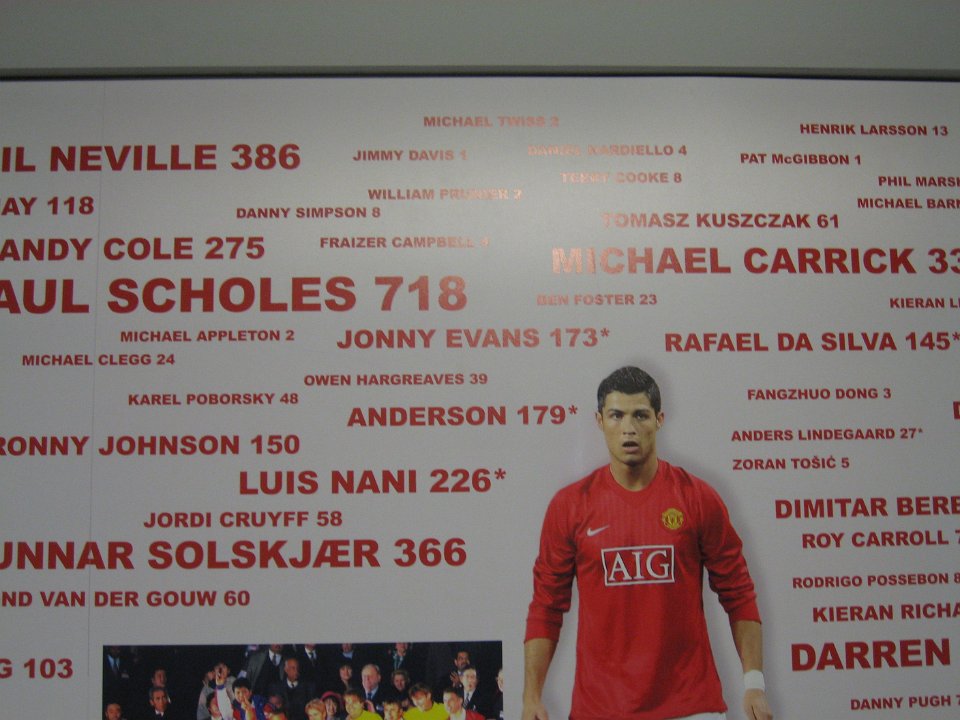 MICHAEL TWISS 2
HENRIK LARSSON 13
IL NEVILLE 386
JIMMY DAVIS 1
DANIEL NARDIELLO 4
PAT McGIBBON 1
TERRY COOKE 8
PHIL MARSH
WILLIAM PRUNIER 2
AY 118
DANNY SIMPSON 8
MICHAEL BARN
TOMASZ KUSZCZAK 61
ANDY COLE 275
FRAIZER CAMPBELL 4
MICHAEL CARRICK 33
AUL SCHOLES 718
BEN FOSTER 23
KIERAN L
MICHAEL APPLETON 2
JONNY EVANS 173*
RAFAEL DA SILVA 145*
MICHAEL CLEGG 24
OWEN HARGREAVES 39
KAREL POBORSKY 48
FANGZHUO DONG 3
ANDERSON 179*
RONNY JOHNSON 150
ANDERS LINDEGAARD 27*
ZORAN TOŠIĆ 5
LUIS NANI 226*
DIMITAR BERE
JORDI CRUYFF 58
ROY CARROLL 7
UNNAR SOLSKJÆR 366
AIG
RODRIGO POSSEBON 8
OND VAN DER GOUW 60
KIERAN RICHA
DARREN
G 103
DANNY PUGH 7